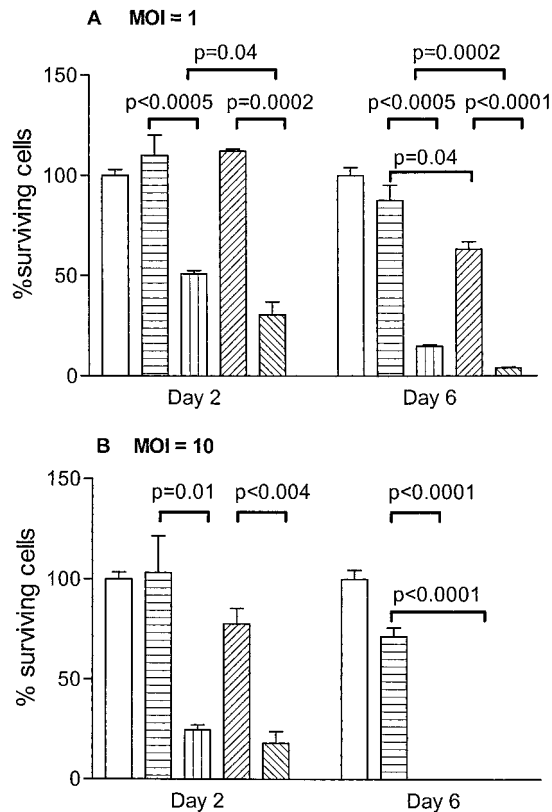 A MOI = 1
p=0.04
p=0.0002
p<0.0005
p=0.0002
p<0.0005
p<0.0001
p=0.04
%surviving cells
150
100
50
0
Day 2
Day 6
B MOI = 10
p=0.01
p<0.004
p<0.0001
p<0.0001
% surviving cells
150
100
50
0
Day 2
Day 6